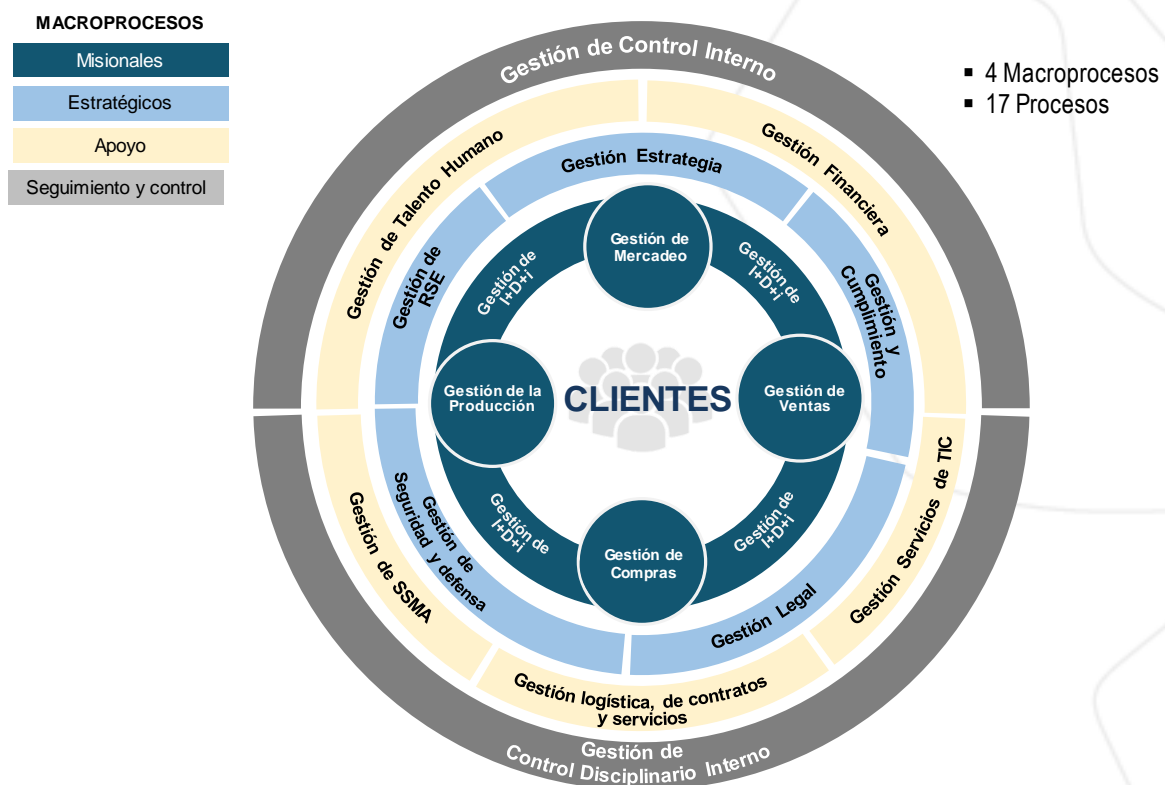 MACROPROCESOS
Misionales
Estratégicos
Apoyo
Seguimiento y control
▪ 4 Macroprocesos
▪ 17 Procesos
Gestión de Control Interno
Gestión de Talento Humano
Gestión Financiera
Gestión Estrategia
Gestión de
RSE
Gestión y
Cumplimiento
Gestión de
I+D+i
Gestión de
Mercadeo
Gestión de
I+D+i
Gestión de la
Producción
CLIENTES
Gestión de
Ventas
Gestión de
I+D+i
Gestión de
Compras
Gestión de
I+D+i
Gestión de
Seguridad y defensa
Gestión Legal
Gestión de SSMA
Gestión Servicios de TIC
Gestión logística, de contratos
y servicios
Gestión de
Control Disciplinario Interno